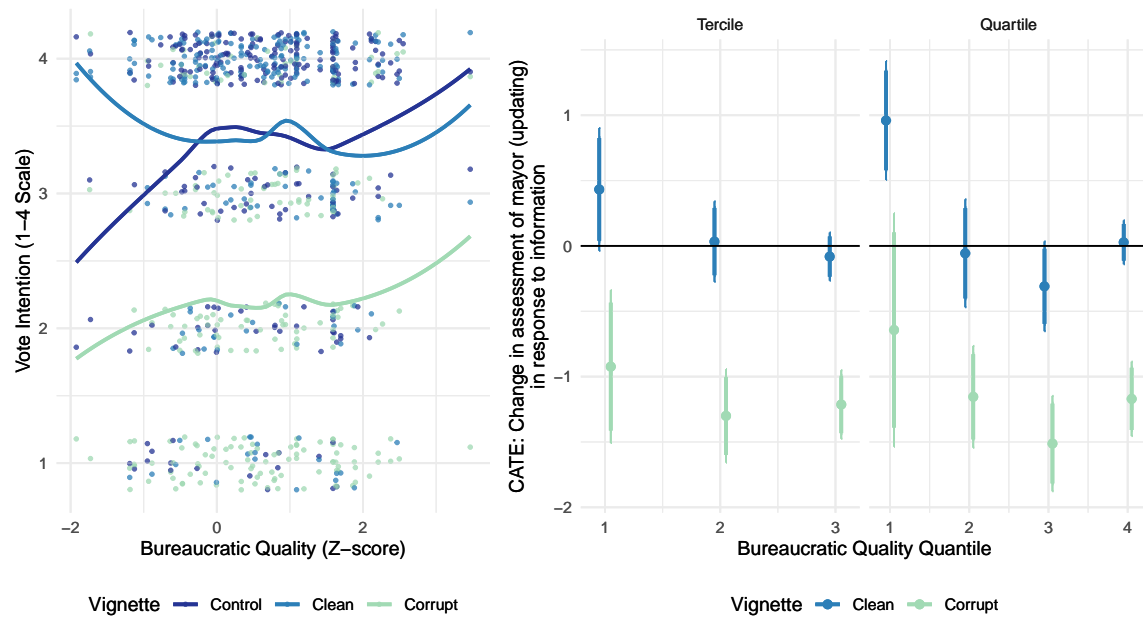 4
3
2
1
−2
0
2
Vote Intention (1−4 Scale)
Bureaucratic Quality (Z−score)
Vignette Control Clean Corrupt
Tercile
Quartile
1
0
−1
−2
1
2
3
1
2
3
4
CATE: Change in assessment of mayor (updating)
in response to information
Bureaucratic Quality Quantile
Vignette Clean Corrupt